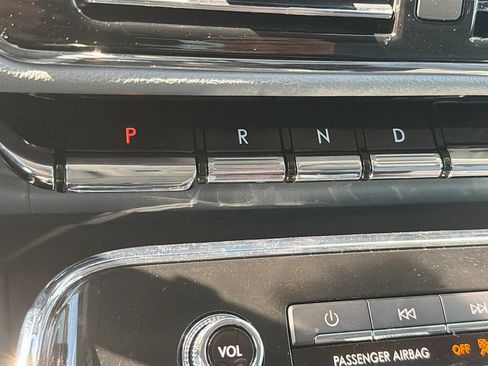 P R N D
VOL
PASSENGER AIRBAG OFF